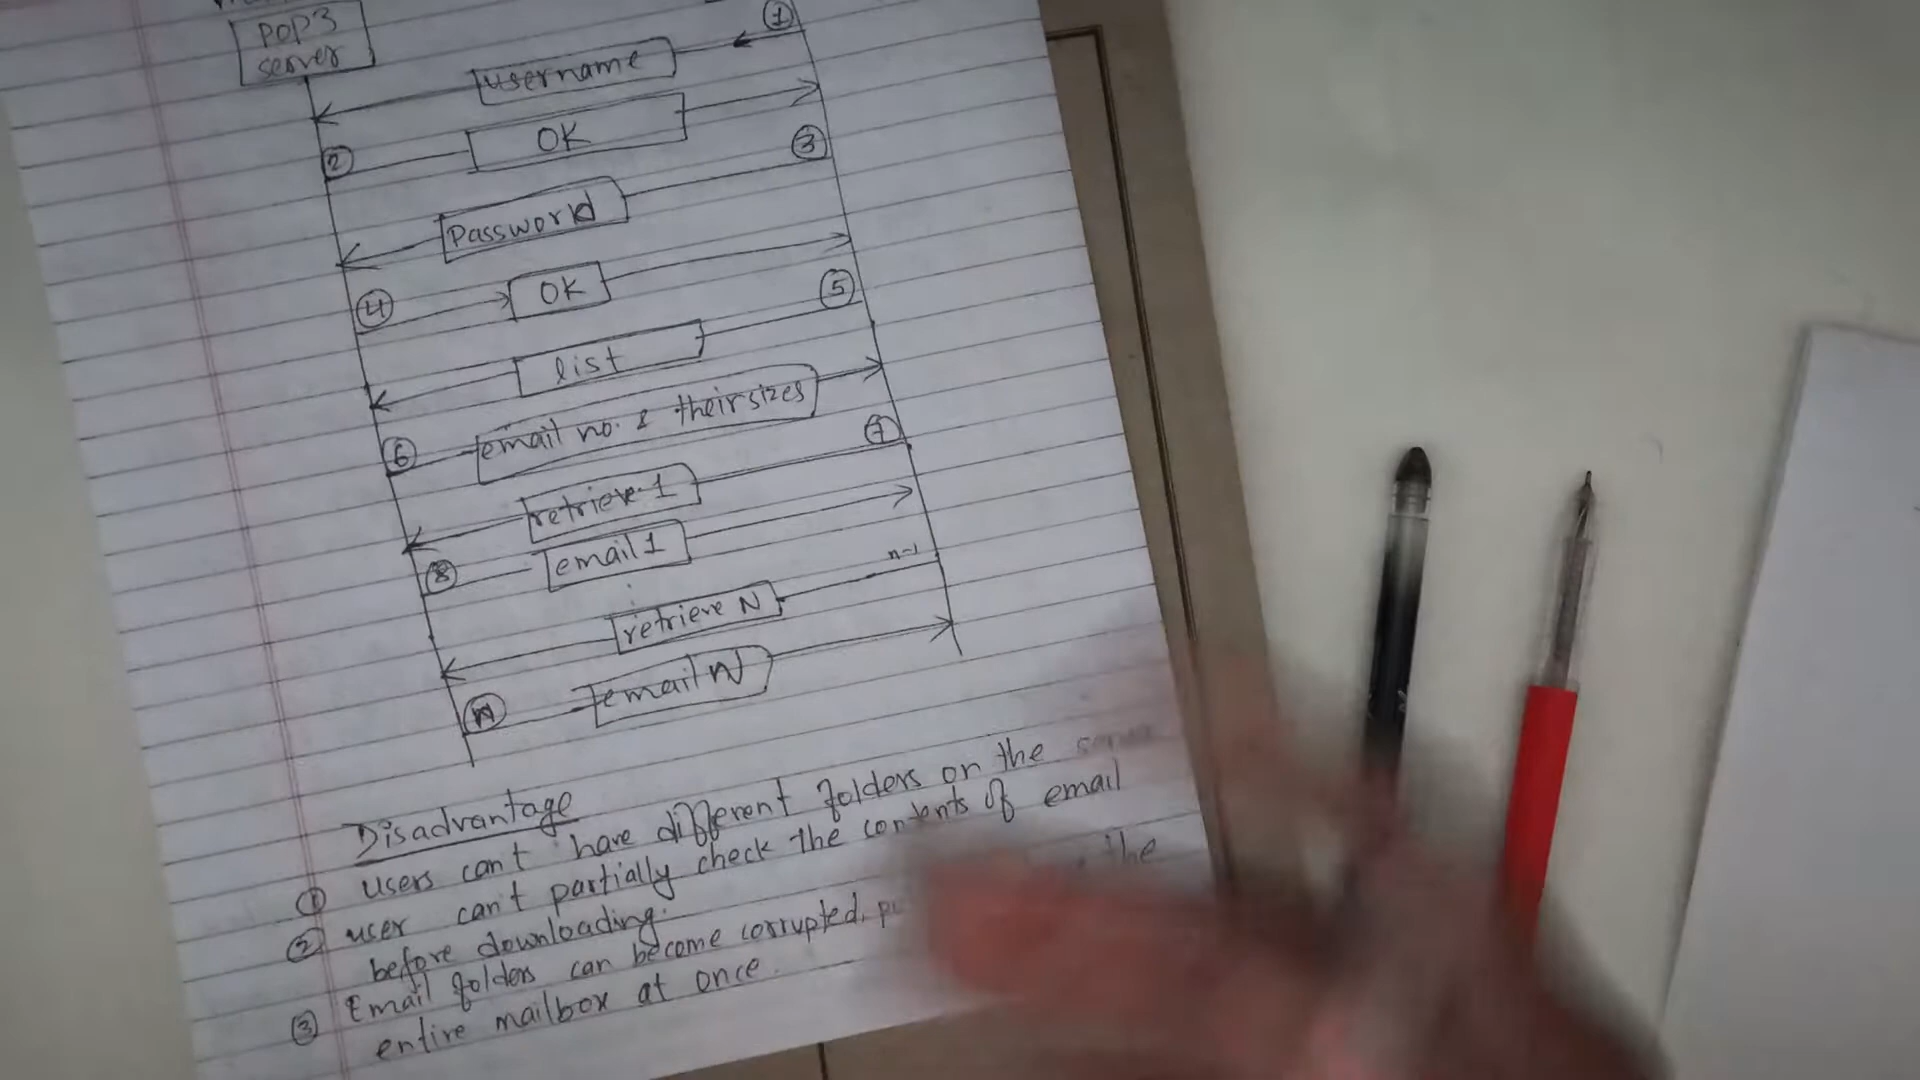 POP3
server
①
username
OK
②
③
Password
④
OK
⑤
list
⑥
email no. & their sizes
⑦
retrieve 1
⑧
email 1
n-1
retrieve N
n
email N
Disadvantage
① users can't have different folders on the
② user can't partially check the contents of email
before downloading.
③ Email folders can become corrupted, the
entire mailbox at once.